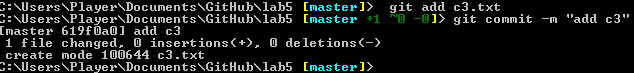 C:\Users\Player\Documents\GitHub\lab5 [master]> git add c3.txt
C:\Users\Player\Documents\GitHub\lab5 [master +1 ~0 -0]> git commit -m "add c3"
[master 619f0a0] add c3
1 file changed, 0 insertions(+), 0 deletions(-)
create mode 100644 c3.txt
C:\Users\Player\Documents\GitHub\lab5 [master]>